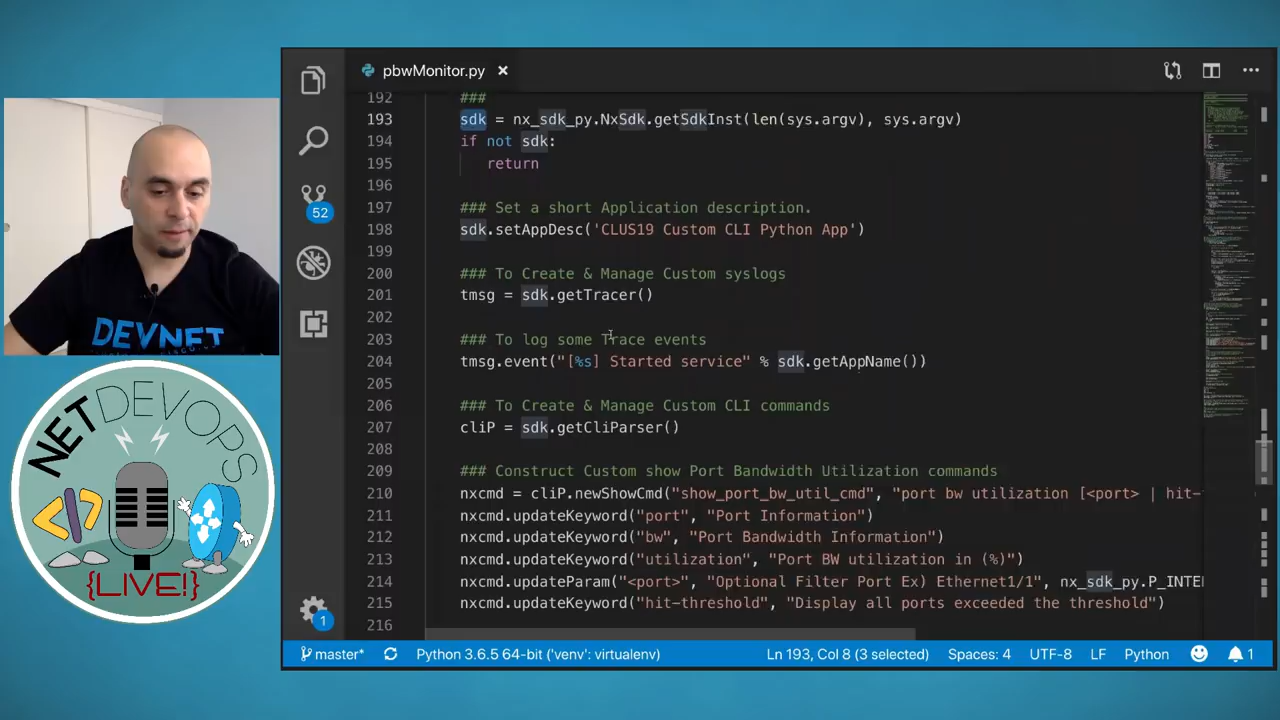 pbwMonitor.py
192 ###
193 sdk = nx_sdk_py.NxSdk.getSdkInst(len(sys.argv), sys.argv)
194 if not sdk:
195 return
196
197 ### Set a short Application description.
198 sdk.setAppDesc('CLUS19 Custom CLI Python App')
199
200 ### To Create & Manage Custom syslogs
201 tmsg = sdk.getTracer()
202
203 ### To log some Trace events
204 tmsg.event("[%s] Started service" % sdk.getAppName())
205
206 ### To Create & Manage Custom CLI commands
207 cliP = sdk.getCliParser()
208
209 ### Construct Custom show Port Bandwidth Utilization commands
210 nxcmd = cliP.newShowCmd("show_port_bw_util_cmd", "port bw utilization [<port> | hit-
211 nxcmd.updateKeyword("port", "Port Information")
212 nxcmd.updateKeyword("bw", "Port Bandwidth Information")
213 nxcmd.updateKeyword("utilization", "Port BW utilization in (%)")
214 nxcmd.updateParam("<port>", "Optional Filter Port Ex) Ethernet1/1", nx_sdk_py.P_INTE
215 nxcmd.updateKeyword("hit-threshold", "Display all ports exceeded the threshold")
216
52
1
master* Python 3.6.5 64-bit ('venv': virtualenv) Ln 193, Col 8 (3 selected) Spaces: 4 UTF-8 LF Python 1
DEVNET
NETDEVOPS
</>
{LIVE!}